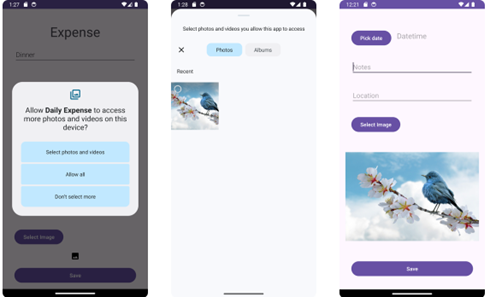 1:27
Expense
Dinner
Allow Daily Expense to access
more photos and videos on this
device?
Select photos and videos
Allow all
Don't select more
Select Image
Save
1:28
Select photos and videos you allow this app to access
Photos
Albums
Recent
12:21
Pick date
Datetime
Notes
Location
Select Image
Save